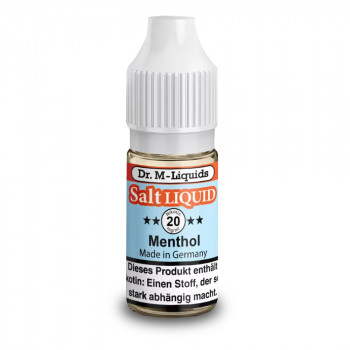 Dr. M-Liquids
Salt LIQUID
20
Menthol
Made in Germany
Dieses Produkt enthält
kotin: Einen Stoff, der se
stark abhängig macht.